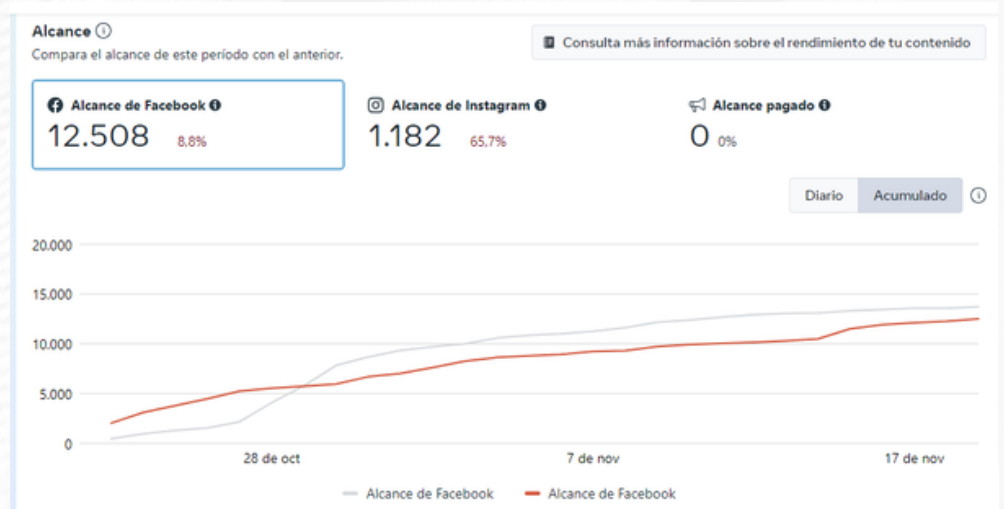 Alcance
Compara el alcance de este período con el anterior.
Consulta más información sobre el rendimiento de tu contenido
Alcance de Facebook
12.508 8,8%
Alcance de Instagram
1.182 65,7%
Alcance pagado
0 0%
Diario Acumulado
20.000
15.000
10.000
5.000
0
28 de oct 7 de nov 17 de nov
Alcance de Facebook Alcance de Facebook